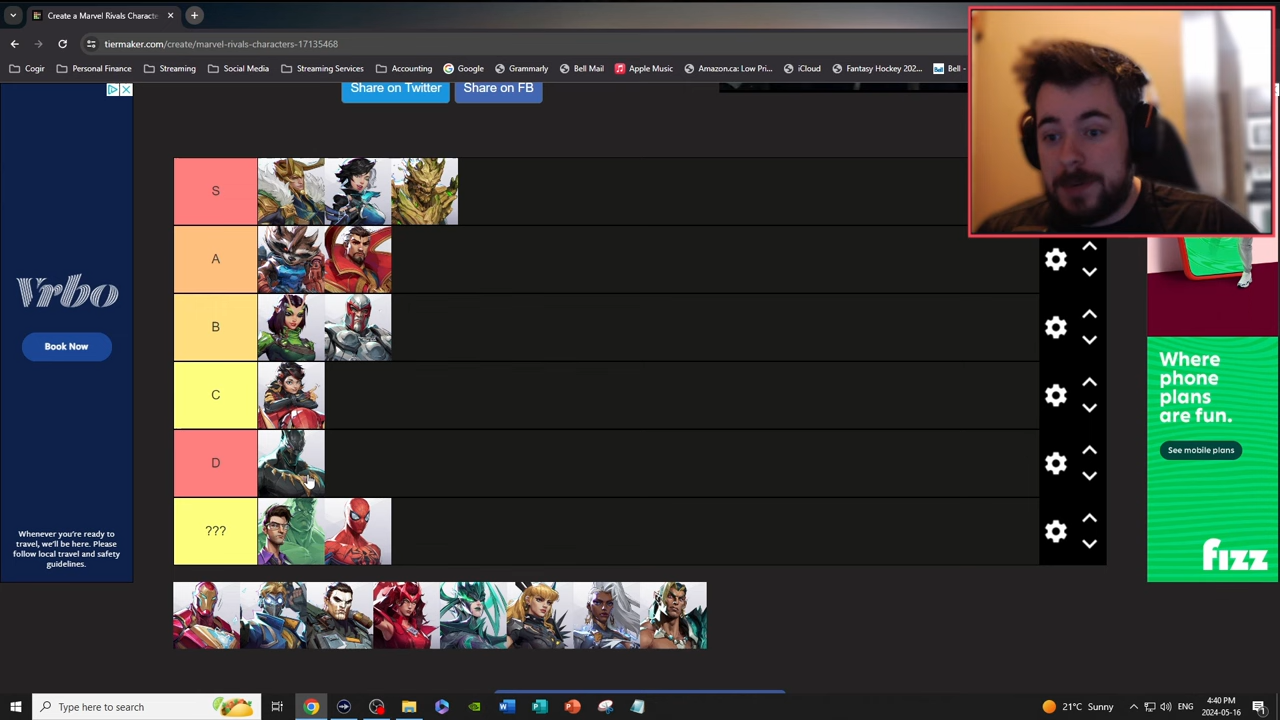 Create a Marvel Rivals Characte
tiermaker.com/create/marvel-rivals-characters-17135468
Cogir
Personal Finance
Streaming
Social Media
Streaming Services
Accounting
Google
Grammarly
Bell Mail
Apple Music
Amazon.ca: Low Pri...
iCloud
Fantasy Hockey 202...
Bell -
Share on Twitter
Share on FB
S
A
B
C
D
???
Vrbo
Book Now
Whenever you're ready to
travel, we'll be here. Please
follow local travel and safety
guidelines.
Where
phone
plans
are fun.
See mobile plans
fizz
Type here to search
21°C Sunny
ENG
4:40 PM
2024-05-16